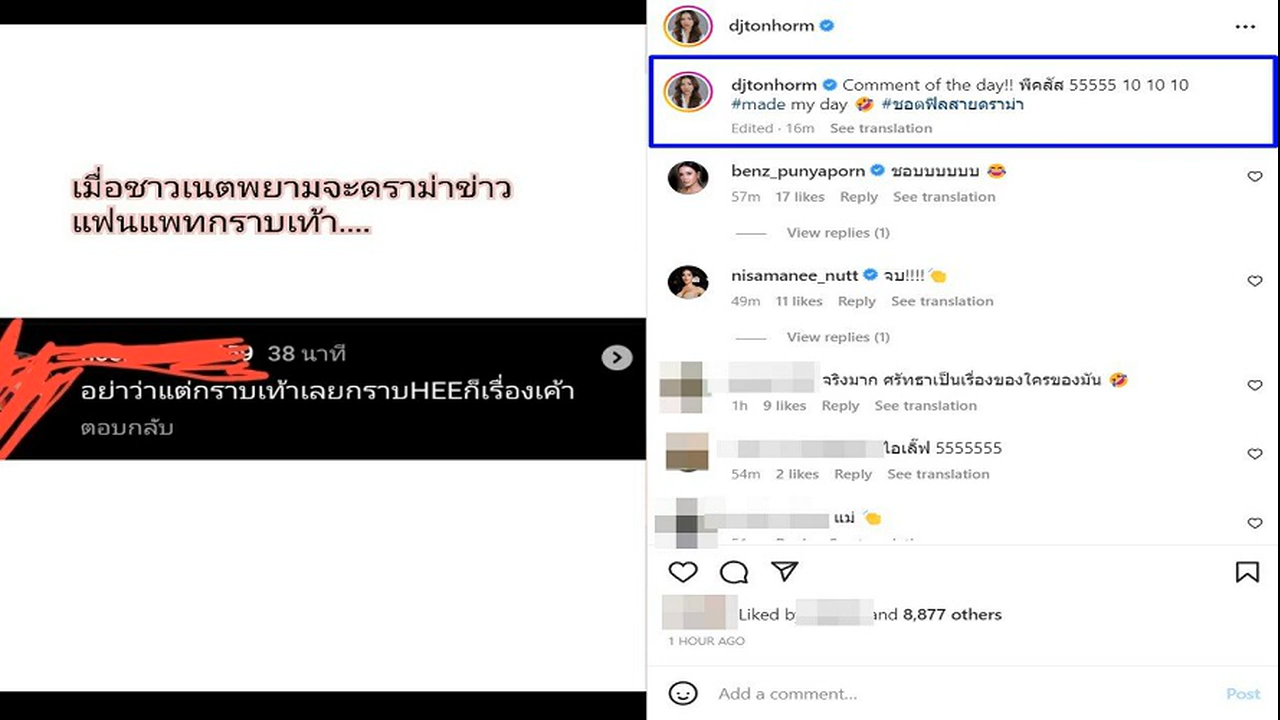 เมื่อชาวเนตพยามจะดราม่าข่าว
แฟนแพทกราบเท้า....
9 38 นาที
อย่าว่าแต่กราบเท้าเลยกราบHEEก็เรื่องเค้า
ตอบกลับ
djtonhorm
djtonhorm Comment of the day!! พีคสัส 55555 10 10 10
#made my day 🤣 #ชอตฟิลสายดราม่า
Edited · 16m See translation
benz_punyaporn ชอบบบบบบ 😂
57m 17 likes Reply See translation
View replies (1)
nisamanee_nutt จบ!!!! 👏
49m 11 likes Reply See translation
View replies (1)
จริงมาก ศรัทธาเป็นเรื่องของใครของมัน 🤣
1h 9 likes Reply See translation
ไอเลิ๊ฟ 5555555
54m 2 likes Reply See translation
แม่ 👏
Liked by and 8,877 others
1 HOUR AGO
Add a comment... Post